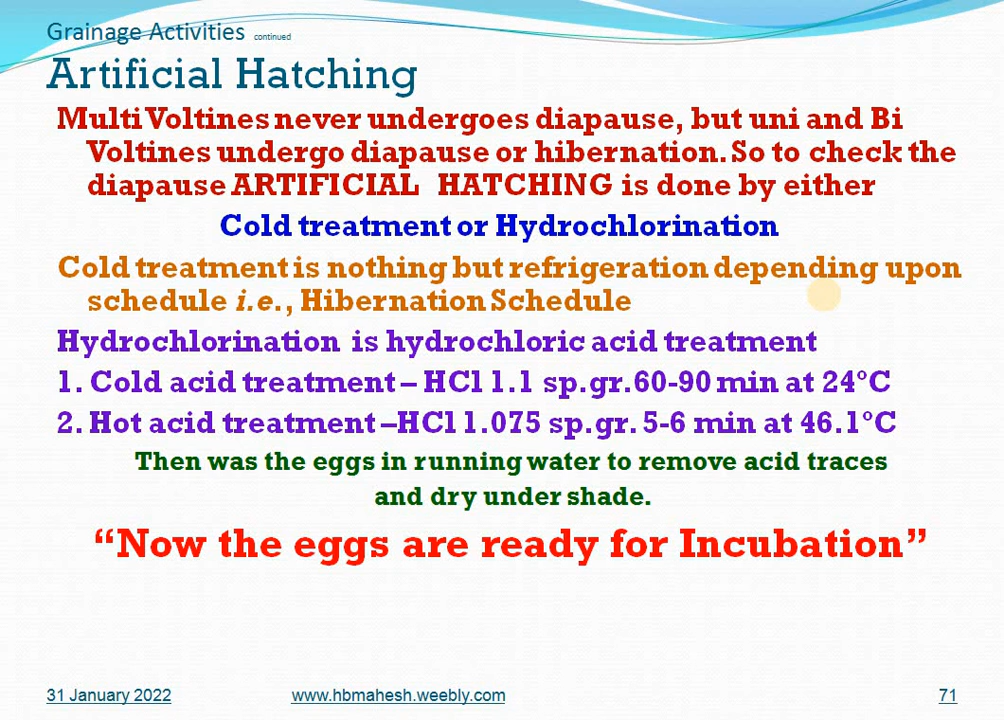 Grainage Activities continued
Artificial Hatching
Multi Voltines never undergoes diapause, but uni and Bi
Voltines undergo diapause or hibernation. So to check the
diapause ARTIFICIAL HATCHING is done by either
Cold treatment or Hydrochlorination
Cold treatment is nothing but refrigeration depending upon
schedule i.e., Hibernation Schedule
Hydrochlorination is hydrochloric acid treatment
1. Cold acid treatment – HCl 1.1 sp.gr.60-90 min at 24°C
2. Hot acid treatment –HCl 1.075 sp.gr. 5-6 min at 46.1°C
Then was the eggs in running water to remove acid traces
and dry under shade.
“Now the eggs are ready for Incubation”
31 January 2022 www.hbmahesh.weebly.com 71